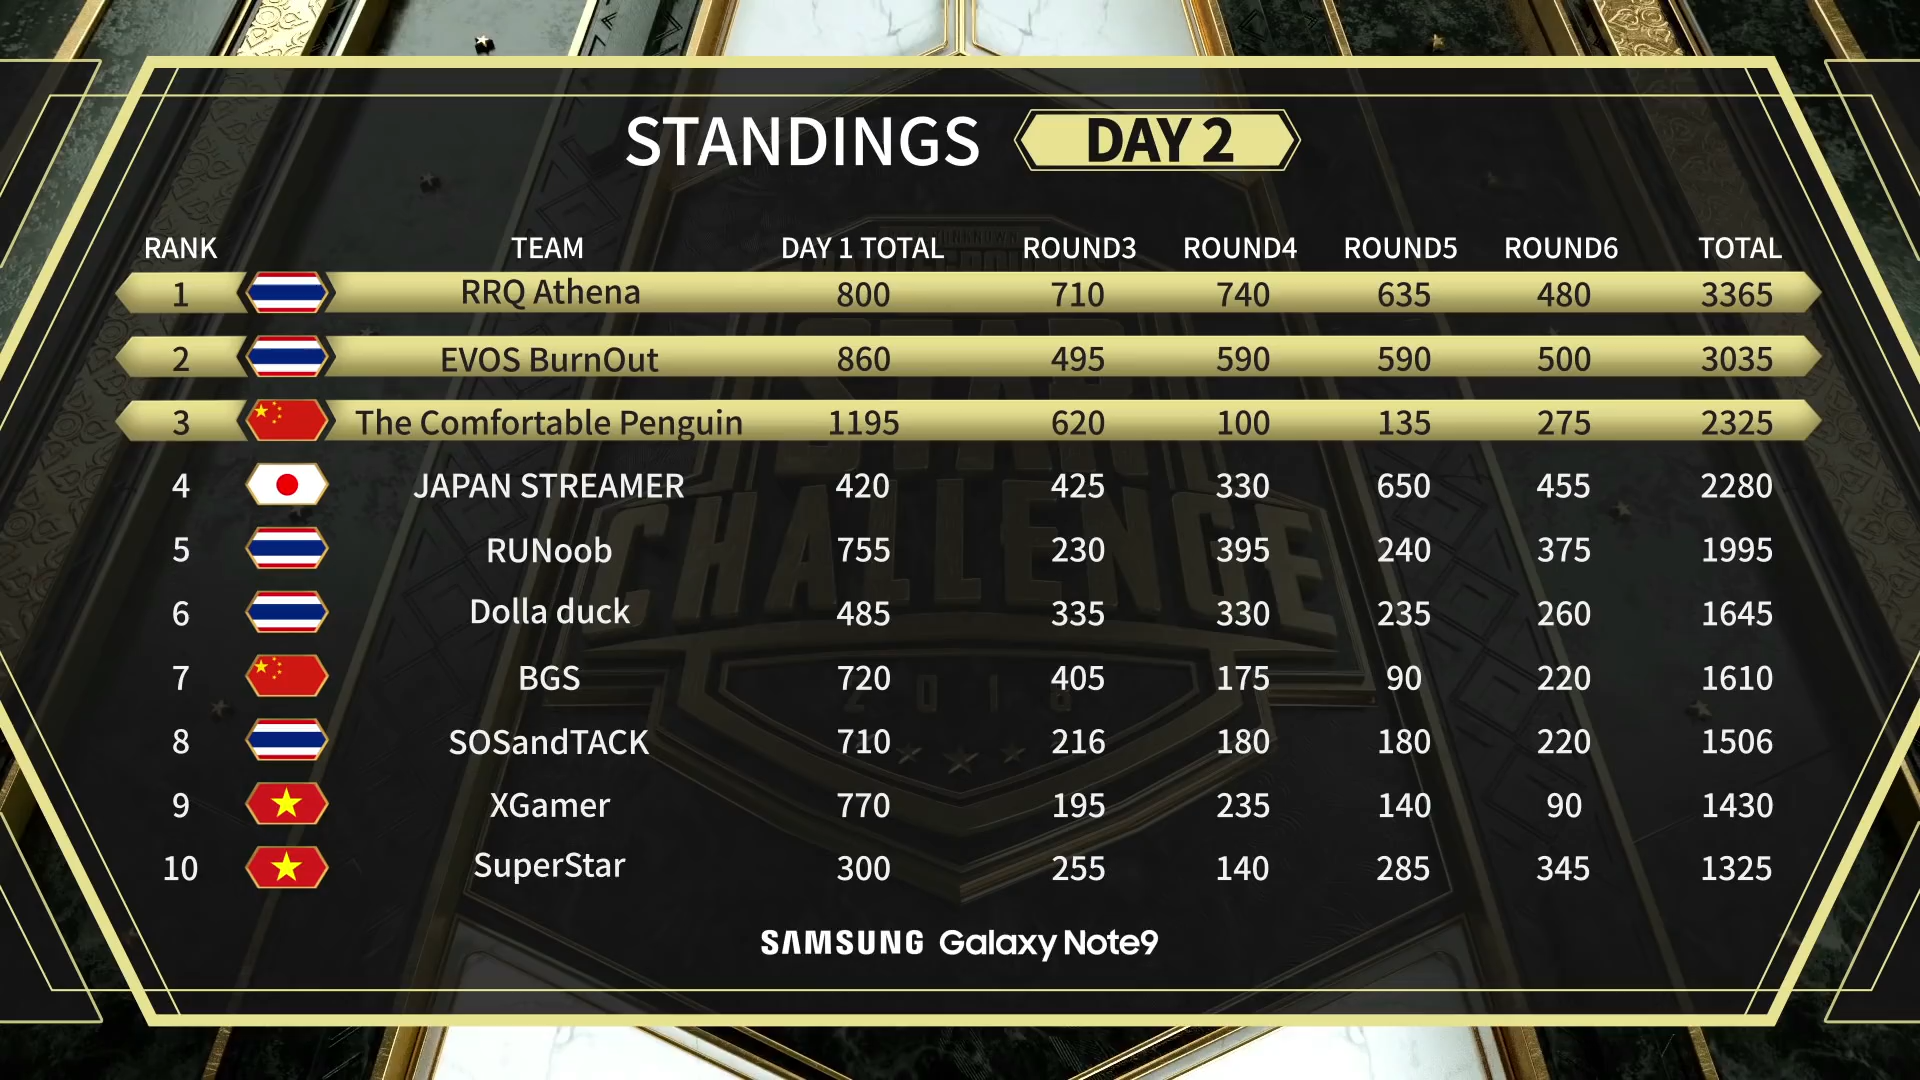 STANDINGS DAY 2
RANK TEAM DAY 1 TOTAL ROUND3 ROUND4 ROUND5 ROUND6 TOTAL
1 RRQ Athena 800 710 740 635 480 3365
2 EVOS BurnOut 860 495 590 590 500 3035
3 The Comfortable Penguin 1195 620 100 135 275 2325
4 JAPAN STREAMER 420 425 330 650 455 2280
5 RUNoob 755 230 395 240 375 1995
6 Dolla duck 485 335 330 235 260 1645
7 BGS 720 405 175 90 220 1610
8 SOSandTACK 710 216 180 180 220 1506
9 XGamer 770 195 235 140 90 1430
10 SuperStar 300 255 140 285 345 1325
STAR
CHALLENGE
2018
SAMSUNG Galaxy Note9